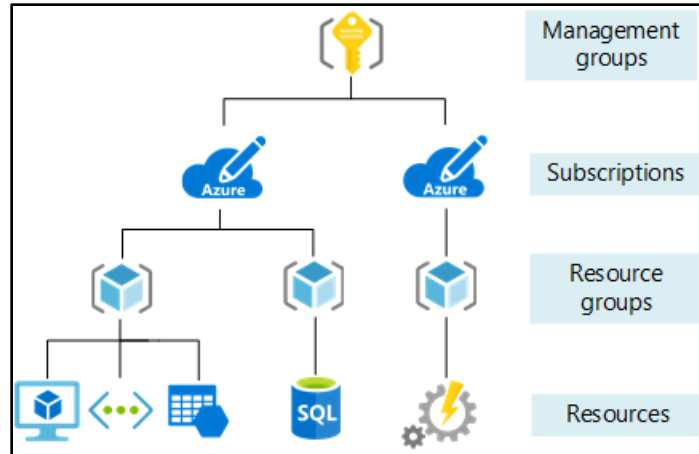 Management
groups
Azure
Azure
Subscriptions
Resource
groups
SQL
Resources